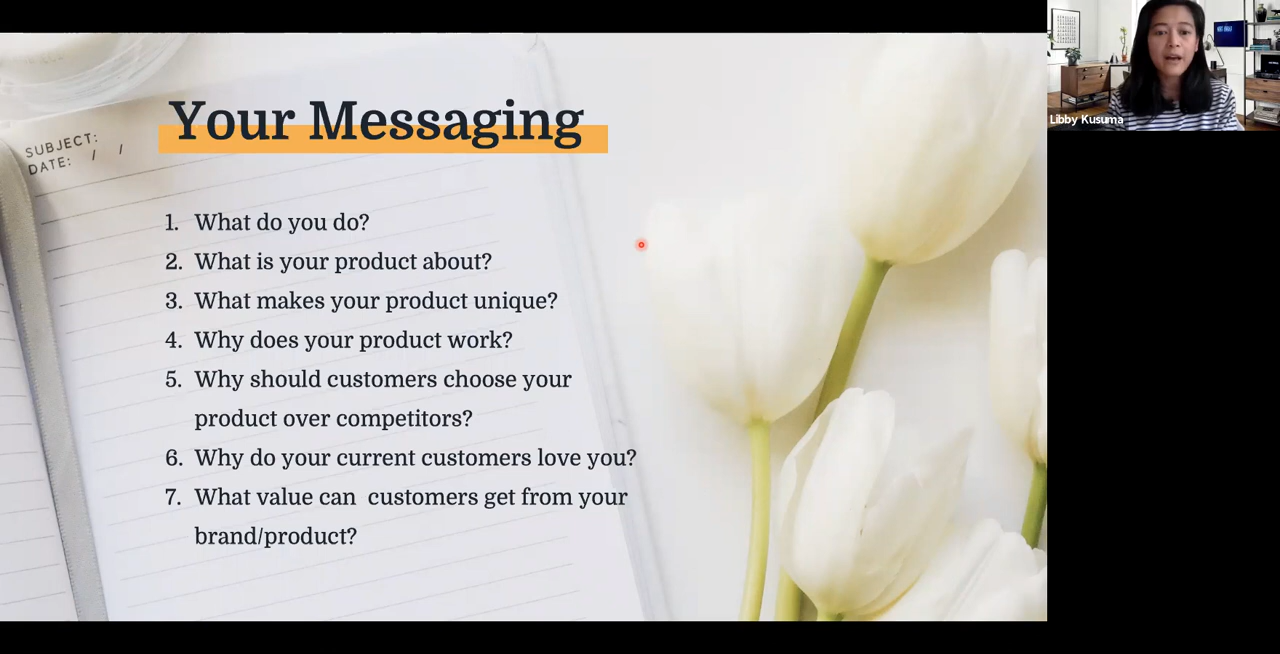 Your Messaging
SUBJECT:
DATE: / /
1. What do you do?
2. What is your product about?
3. What makes your product unique?
4. Why does your product work?
5. Why should customers choose your
product over competitors?
6. Why do your current customers love you?
7. What value can customers get from your
brand/product?
Libby Kusuma